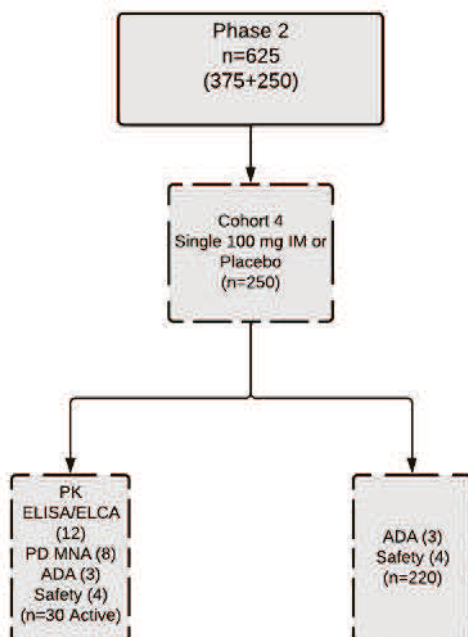 Phase 2
n=625
(375+250)
Cohort 4
Single 100 mg IM or
Placebo
(n=250)
PK
ELISA/ELCA
(12)
PD MNA (8)
ADA (3)
Safety (4)
(n=30 Active)
ADA (3)
Safety (4)
(n=220)